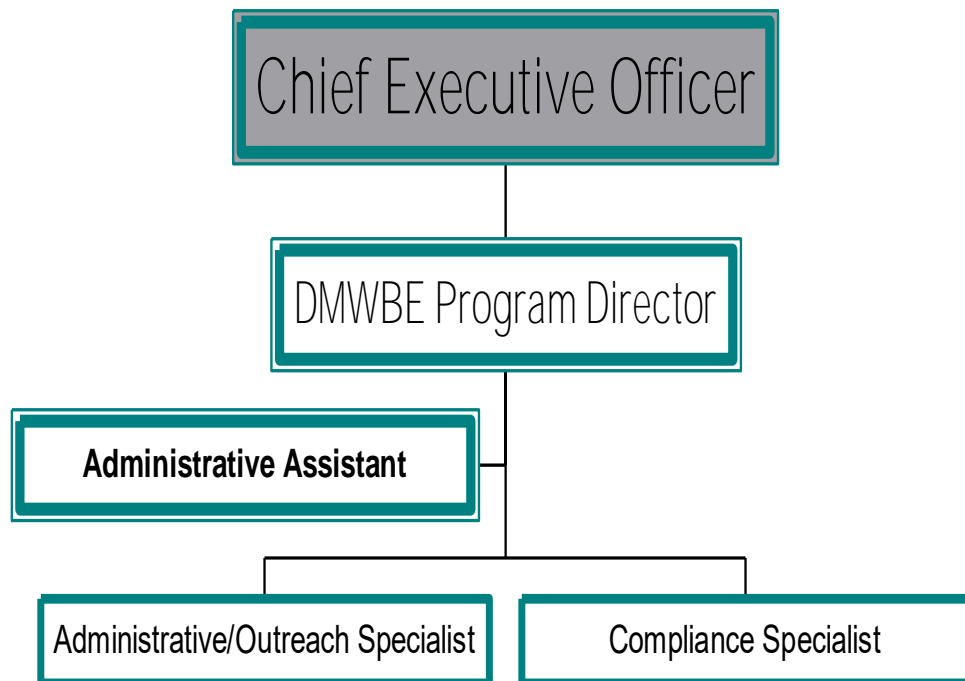 Chief Executive Officer
DMWBE Program Director
Administrative Assistant
Administrative/Outreach Specialist
Compliance Specialist